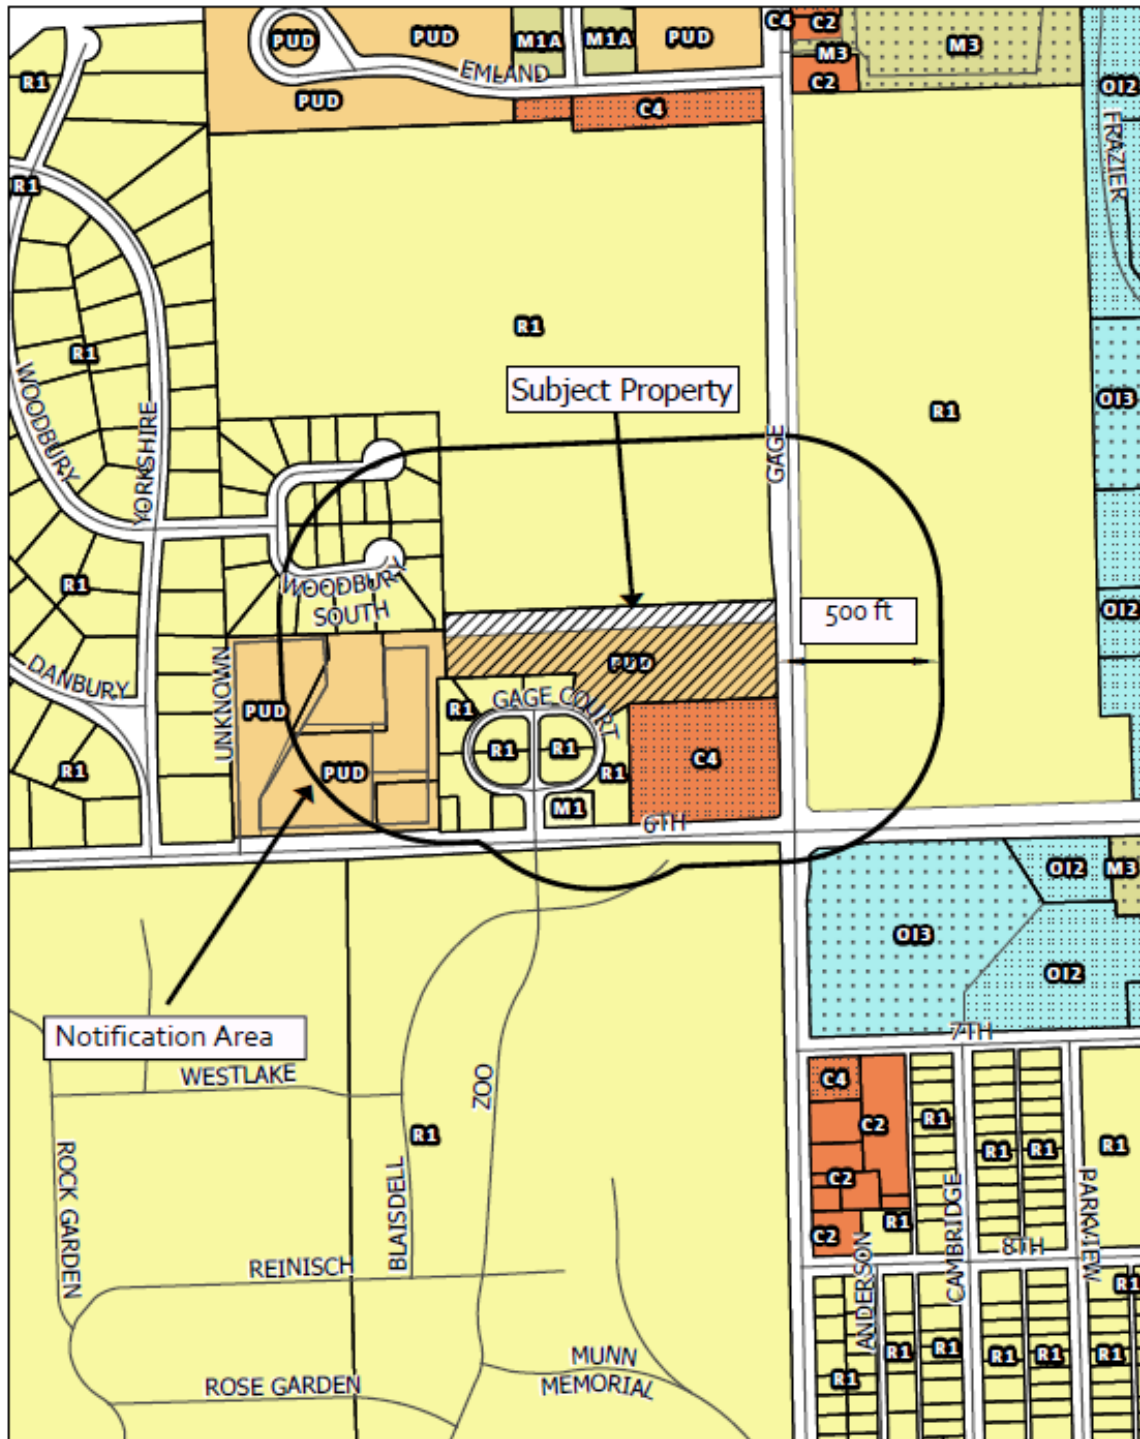 PUD
PUD
M1A
M1A
PUD
C4
C2
M3
M3
C2
OI2
R1
EMLAND
PUD
C4
FRAZIER
R1
R1
R1
WOODBURY
YORKSHIRE
Subject Property
GAGE
R1
OI3
R1
WOODBURY
SOUTH
500 ft
OI2
DANBURY
UNKNOWN
PUD
PUD
R1
GAGE COURT
R1
R1
R1
C4
R1
PUD
M1
6TH
OI2
M3
OI3
OI2
Notification Area
7TH
WESTLAKE
ZOO
C4
C2
R1
R1
R1
R1
R1
ROCK GARDEN
BLAISDELL
C2
R1
C2
ANDERSON
CAMBRIDGE
8TH
PARKVIEW
REINISCH
R1
R1
R1
R1
R1
R1
R1
MUNN
MEMORIAL
ROSE GARDEN